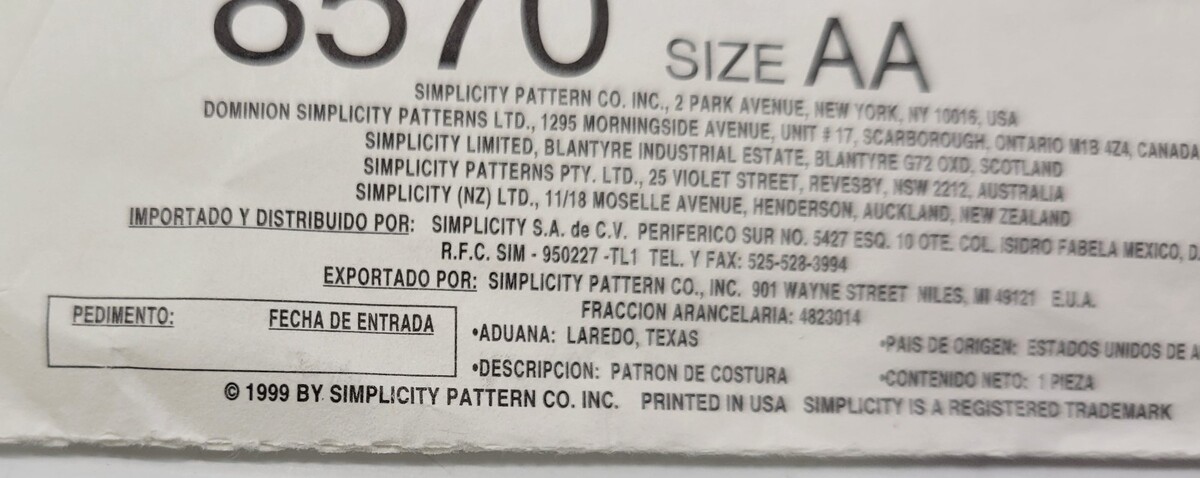 8570 SIZE AA
SIMPLICITY PATTERN CO. INC., 2 PARK AVENUE, NEW YORK, NY 10016, USA
DOMINION SIMPLICITY PATTERNS LTD., 1295 MORNINGSIDE AVENUE, UNIT # 17, SCARBOROUGH, ONTARIO M1B 4Z4, CANADA
SIMPLICITY LIMITED, BLANTYRE INDUSTRIAL ESTATE, BLANTYRE G72 OXD, SCOTLAND
SIMPLICITY PATTERNS PTY. LTD., 25 VIOLET STREET, REVESBY, NSW 2212, AUSTRALIA
SIMPLICITY (NZ) LTD., 11/18 MOSELLE AVENUE, HENDERSON, AUCKLAND, NEW ZEALAND
IMPORTADO Y DISTRIBUIDO POR: SIMPLICITY S.A. de C.V. PERIFERICO SUR NO. 5427 ESQ. 10 OTE. COL. ISIDRO FABELA MEXICO, D.
R.F.C. SIM - 950227 -TL1 TEL. Y FAX: 525-528-3994
EXPORTADO POR: SIMPLICITY PATTERN CO., INC. 901 WAYNE STREET NILES, MI 49121 E.U.A.
FRACCION ARANCELARIA: 4823014
PEDIMENTO: FECHA DE ENTRADA
•ADUANA: LAREDO, TEXAS •PAIS DE ORIGEN: ESTADOS UNIDOS DE A
•DESCRIPCION: PATRON DE COSTURA •CONTENIDO NETO: 1 PIEZA
© 1999 BY SIMPLICITY PATTERN CO. INC. PRINTED IN USA SIMPLICITY IS A REGISTERED TRADEMARK